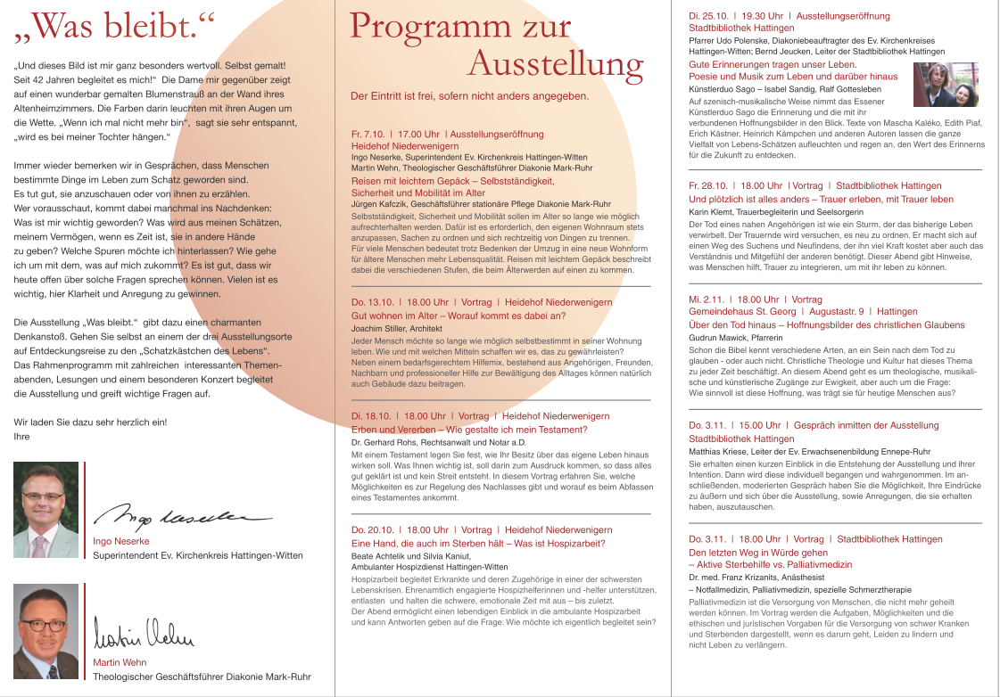 „Was bleibt.“
„Und dieses Bild ist mir ganz besonders wertvoll. Selbst gemalt!
Seit 42 Jahren begleitet es mich!“ Die Dame mir gegenüber zeigt
auf einen wunderbar gemalten Blumenstrauß an der Wand ihres
Altenheimzimmers. Die Farben darin leuchten mit ihren Augen um
die Wette. „Wenn ich mal nicht mehr bin“, sagt sie sehr entspannt,
„wird es bei meiner Tochter hängen.“
Immer wieder bemerken wir in Gesprächen, dass Menschen
bestimmte Dinge im Leben zum Schatz geworden sind.
Es tut gut, sie anzuschauen oder von ihnen zu erzählen.
Wer vorausschaut, kommt dabei manchmal ins Nachdenken:
Was ist mir wichtig geworden? Was wird aus meinen Schätzen,
meinem Vermögen, wenn es Zeit ist, sie in andere Hände
zu geben? Welche Spuren möchte ich hinterlassen? Wie gehe
ich um mit dem, was auf mich zukommt? Es ist gut, dass wir
heute offen über solche Fragen sprechen können. Vielen ist es
wichtig, hier Klarheit und Anregung zu gewinnen.
Die Ausstellung „Was bleibt.“ gibt dazu einen charmanten
Denkanstoß. Gehen Sie selbst an einem der drei Ausstellungsorte
auf Entdeckungsreise zu den „Schatzkästchen des Lebens“.
Das Rahmenprogramm mit zahlreichen interessanten Themen-
abenden, Lesungen und einem besonderen Konzert begleitet
die Ausstellung und greift wichtige Fragen auf.
Wir laden Sie dazu sehr herzlich ein!
Ihre
Ingo Neserke
Ingo Neserke
Superintendent Ev. Kirchenkreis Hattingen-Witten
Martin Wehn
Martin Wehn
Theologischer Geschäftsführer Diakonie Mark-Ruhr
Programm zur
Ausstellung
Der Eintritt ist frei, sofern nicht anders angegeben.
Fr. 7.10. | 17.00 Uhr | Ausstellungseröffnung
Heidehof Niederwenigern
Ingo Neserke, Superintendent Ev. Kirchenkreis Hattingen-Witten
Martin Wehn, Theologischer Geschäftsführer Diakonie Mark-Ruhr
Reisen mit leichtem Gepäck – Selbstständigkeit,
Sicherheit und Mobilität im Alter
Jürgen Kafczik, Geschäftsführer stationäre Pflege Diakonie Mark-Ruhr
Selbstständigkeit, Sicherheit und Mobilität sollen im Alter so lange wie möglich
aufrechterhalten werden. Dafür ist es erforderlich, den eigenen Wohnraum stets
anzupassen, Sachen zu ordnen und sich rechtzeitig von Dingen zu trennen.
Für viele Menschen bedeutet trotz Bedenken der Umzug in eine neue Wohnform
für ältere Menschen mehr Lebensqualität. Reisen mit leichtem Gepäck beschreibt
dabei die verschiedenen Stufen, die beim Älterwerden auf einen zu kommen.
Do. 13.10. | 18.00 Uhr | Vortrag | Heidehof Niederwenigern
Gut wohnen im Alter – Worauf kommt es dabei an?
Joachim Stiller, Architekt
Jeder Mensch möchte so lange wie möglich selbstbestimmt in seiner Wohnung
leben. Wie und mit welchen Mitteln schaffen wir es, das zu gewährleisten?
Neben einem bedarfsgerechtem Hilfemix, bestehend aus Angehörigen, Freunden,
Nachbarn und professioneller Hilfe zur Bewältigung des Alltages können natürlich
auch Gebäude dazu beitragen.
Di. 18.10. | 18.00 Uhr | Vortrag | Heidehof Niederwenigern
Erben und Vererben – Wie gestalte ich mein Testament?
Dr. Gerhard Rohs, Rechtsanwalt und Notar a.D.
Mit einem Testament legen Sie fest, wie Ihr Besitz über das eigene Leben hinaus
wirken soll. Was Ihnen wichtig ist, soll darin zum Ausdruck kommen, so dass alles
gut geklärt ist und kein Streit entsteht. In diesem Vortrag erfahren Sie, welche
Möglichkeiten es zur Regelung des Nachlasses gibt und worauf es beim Abfassen
eines Testamentes ankommt.
Do. 20.10. | 18.00 Uhr | Vortrag | Heidehof Niederwenigern
Eine Hand, die auch im Sterben hält – Was ist Hospizarbeit?
Beate Achtelik und Silvia Kaniut,
Ambulanter Hospizdienst Hattingen-Witten
Hospizarbeit begleitet Erkrankte und deren Zugehörige in einer der schwersten
Lebenskrisen. Ehrenamtlich engagierte Hospizhelferinnen und -helfer unterstützen,
entlasten und halten die schwere, emotionale Zeit mit aus – bis zuletzt.
Der Abend ermöglicht einen lebendigen Einblick in die ambulante Hospizarbeit
und kann Antworten geben auf die Frage: Wie möchte ich eigentlich begleitet sein?
Di. 25.10. | 19.30 Uhr | Ausstellungseröffnung
Stadtbibliothek Hattingen
Pfarrer Udo Polenske, Diakoniebeauftragter des Ev. Kirchenkreises
Hattingen-Witten; Bernd Jeucken, Leiter der Stadtbibliothek Hattingen
Gute Erinnerungen tragen unser Leben.
Poesie und Musik zum Leben und darüber hinaus
Künstlerduo Sago – Isabel Sandig, Ralf Gottesleben
Auf szenisch-musikalische Weise nimmt das Essener
Künstlerduo Sago die Erinnerung und die mit ihr
verbundenen Hoffnungsbilder in den Blick. Texte von Mascha Kaléko, Edith Piaf,
Erich Kästner, Heinrich Kämpchen und anderen Autoren lassen die ganze
Vielfalt von Lebens-Schätzen aufleuchten und regen an, den Wert des Erinnerns
für die Zukunft zu entdecken.
Fr. 28.10. | 18.00 Uhr | Vortrag | Stadtbibliothek Hattingen
Und plötzlich ist alles anders – Trauer erleben, mit Trauer leben
Karin Klemt, Trauerbegleiterin und Seelsorgerin
Der Tod eines nahen Angehörigen ist wie ein Sturm, der das bisherige Leben
verwirbelt. Der Trauernde wird versuchen, es neu zu ordnen. Er macht sich auf
einen Weg des Suchens und Neufindens, der ihn viel Kraft kostet aber auch das
Verständnis und Mitgefühl der anderen benötigt. Dieser Abend gibt Hinweise,
was Menschen hilft, Trauer zu integrieren, um mit ihr leben zu können.
Mi. 2.11. | 18.00 Uhr | Vortrag
Gemeindehaus St. Georg | Augustastr. 9 | Hattingen
Über den Tod hinaus – Hoffnungsbilder des christlichen Glaubens
Gudrun Mawick, Pfarrerin
Schon die Bibel kennt verschiedene Arten, an ein Sein nach dem Tod zu
glauben - oder auch nicht. Christliche Theologie und Kultur hat dieses Thema
zu jeder Zeit beschäftigt. An diesem Abend geht es um theologische, musikali-
sche und künstlerische Zugänge zur Ewigkeit, aber auch um die Frage:
Wie sinnvoll ist diese Hoffnung, was trägt sie für heutige Menschen aus?
Do. 3.11. | 15.00 Uhr | Gespräch inmitten der Ausstellung
Stadtbibliothek Hattingen
Matthias Kriese, Leiter der Ev. Erwachsenenbildung Ennepe-Ruhr
Sie erhalten einen kurzen Einblick in die Entstehung der Ausstellung und ihrer
Intention. Dann wird diese individuell begangen und wahrgenommen. Im an-
schließenden, moderierten Gespräch haben Sie die Möglichkeit, Ihre Eindrücke
zu äußern und sich über die Ausstellung, sowie Anregungen, die sie erhalten
haben, auszutauschen.
Do. 3.11. | 18.00 Uhr | Vortrag | Stadtbibliothek Hattingen
Den letzten Weg in Würde gehen
– Aktive Sterbehilfe vs. Palliativmedizin
Dr. med. Franz Krizanits, Anästhesist
– Notfallmedizin, Palliativmedizin, spezielle Schmerztherapie
Palliativmedizin ist die Versorgung von Menschen, die nicht mehr geheilt
werden können. Im Vortrag werden die Aufgaben, Möglichkeiten und die
ethischen und juristischen Vorgaben für die Versorgung von schwer Kranken
und Sterbenden dargestellt, wenn es darum geht, Leiden zu lindern und
nicht Leben zu verlängern.